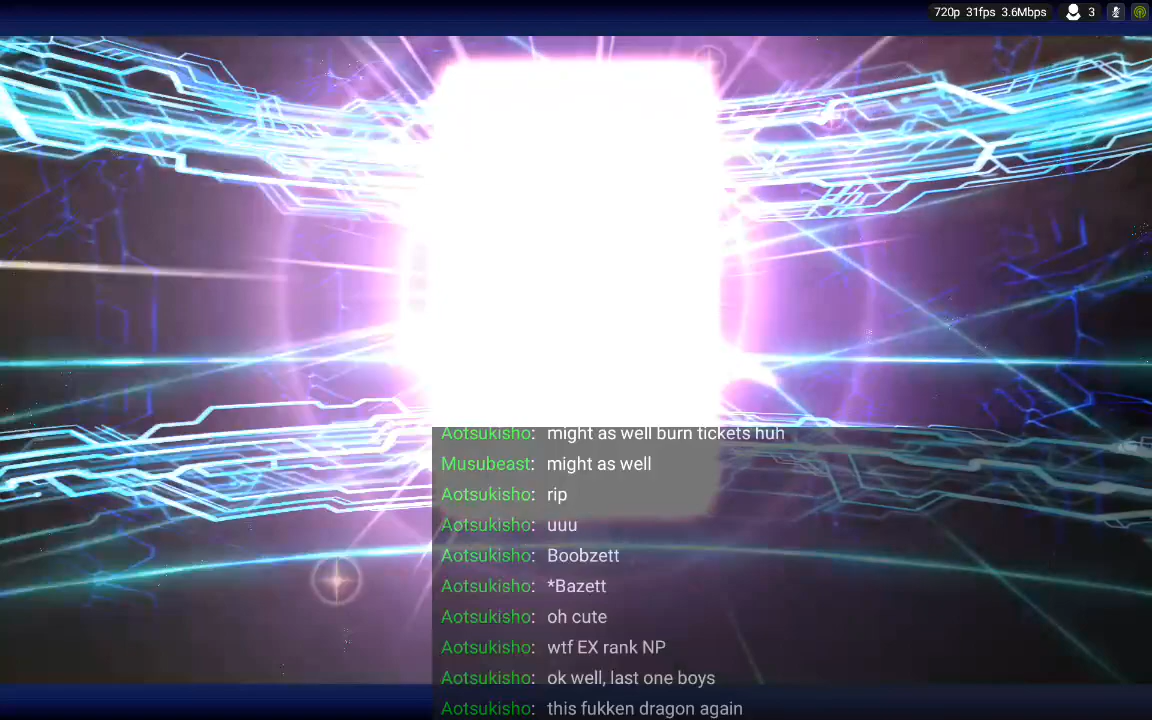 720p 31fps 3.6Mbps 3
Aotsukisho: might as well burn tickets huh
Musubeast: might as well
Aotsukisho: rip
Aotsukisho: uuu
Aotsukisho: Boobzett
Aotsukisho: *Bazett
Aotsukisho: oh cute
Aotsukisho: wtf EX rank NP
Aotsukisho: ok well, last one boys
Aotsukisho: this fukken dragon again